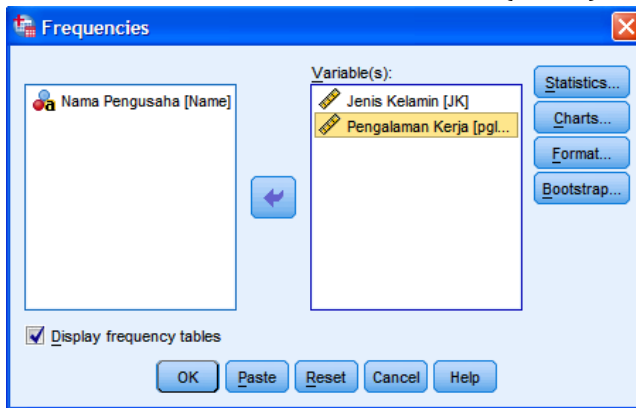 Frequencies
Variable(s):
Nama Pengusaha [Name]
Jenis Kelamin [JK]
Pengalaman Kerja [pgl...
Statistics...
Charts...
Format...
Bootstrap...
Display frequency tables
OK Paste Reset Cancel Help